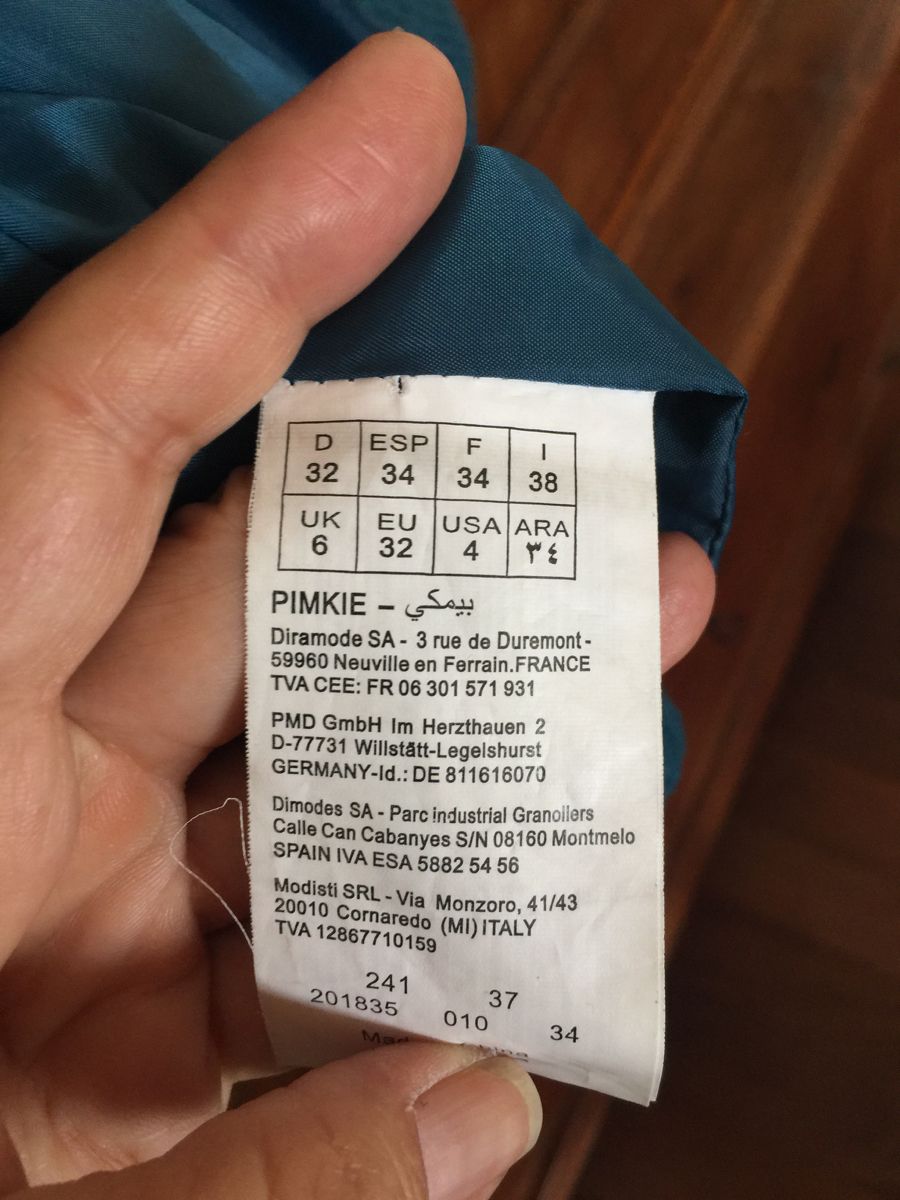 D ESP F I
32 34 34 38
UK EU USA ARA
6 32 4 ٣٤
PIMKIE – بيمكي
Diramode SA - 3 rue de Duremont -
59960 Neuville en Ferrain.FRANCE
TVA CEE: FR 06 301 571 931
PMD GmbH Im Herzthauen 2
D-77731 Willstätt-Legelshurst
GERMANY-Id.: DE 811616070
Dimodes SA - Parc industrial Granollers
Calle Can Cabanyes S/N 08160 Montmelo
SPAIN IVA ESA 5882 54 56
Modisti SRL - Via Monzoro, 41/43
20010 Cornaredo (MI) ITALY
TVA 12867710159
241 37
201835 010 34